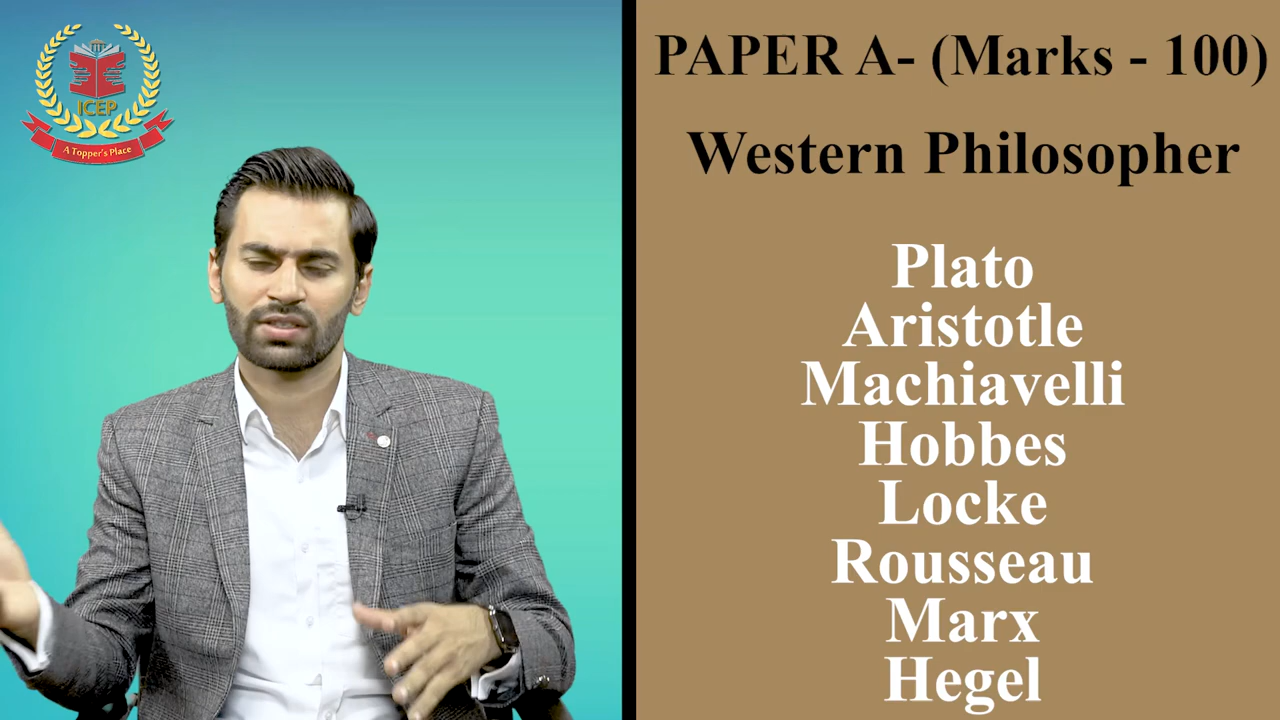 ICEP
A Topper's Place
PAPER A- (Marks - 100)
Western Philosopher
Plato
Aristotle
Machiavelli
Hobbes
Locke
Rousseau
Marx
Hegel